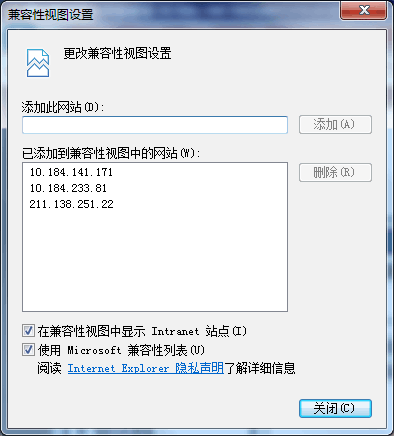 兼容性视图设置
更改兼容性视图设置
添加此网站(D):
添加(A)
已添加到兼容性视图中的网站(W):
10.184.141.171
10.184.233.81
211.138.251.22
删除(R)
在兼容性视图中显示 Intranet 站点(I)
使用 Microsoft 兼容性列表(U)
阅读 Internet Explorer 隐私声明了解详细信息
关闭(C)